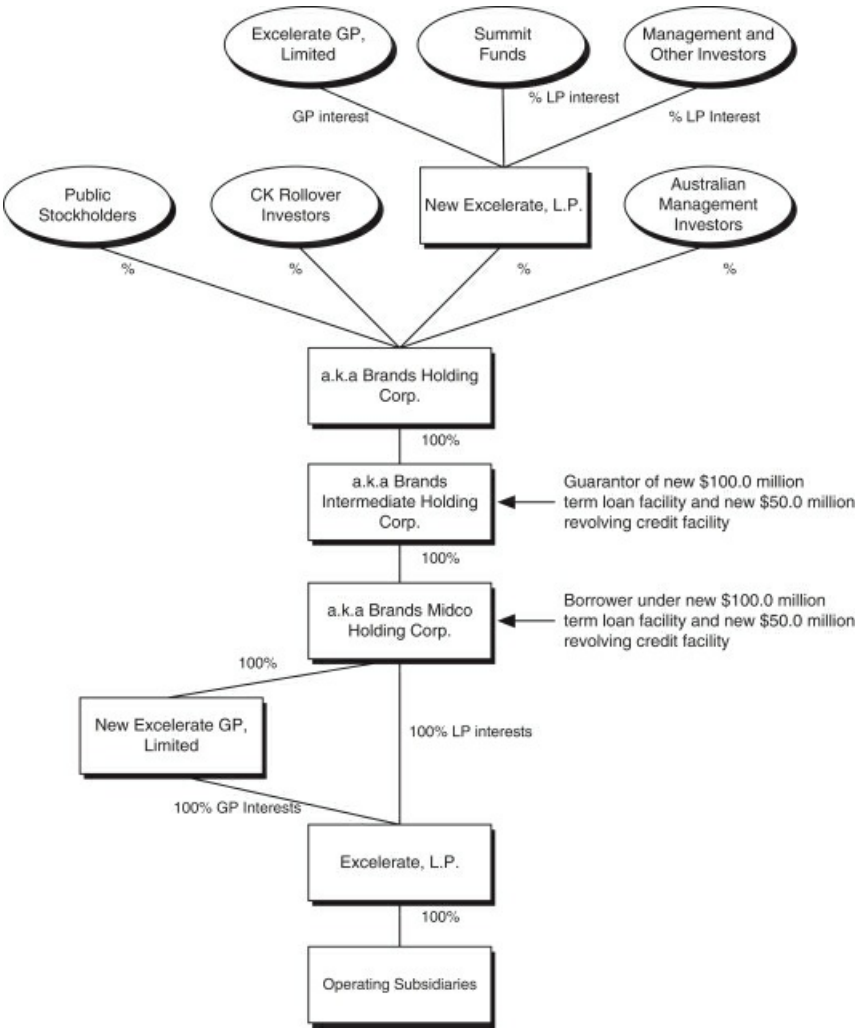 Excelerate GP,
Limited
Summit
Funds
Management and
Other Investors
GP interest
% LP interest
% LP Interest
Public
Stockholders
CK Rollover
Investors
New Excelerate, L.P.
Australian
Management
Investors
%
%
%
%
a.k.a Brands Holding
Corp.
100%
a.k.a Brands
Intermediate Holding
Corp.
Guarantor of new $100.0 million
term loan facility and new $50.0 million
revolving credit facility
100%
a.k.a Brands Midco
Holding Corp.
Borrower under new $100.0 million
term loan facility and new $50.0 million
revolving credit facility
100%
New Excelerate GP,
Limited
100% LP interests
100% GP Interests
Excelerate, L.P.
100%
Operating Subsidiaries